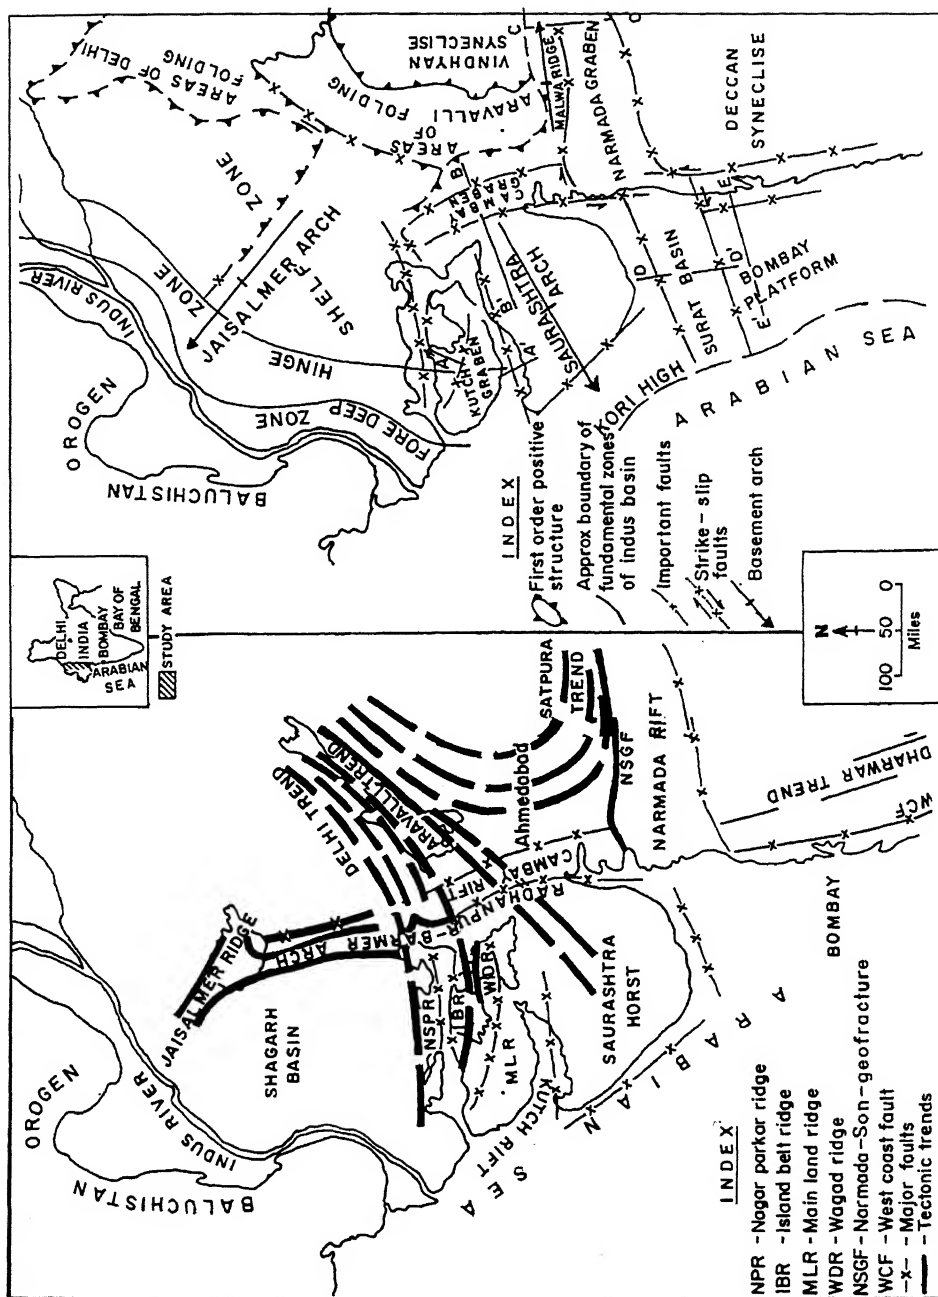 OROGEN
BALUCHISTAN
INDUS RIVER
JAISALMER RIDGE
SHAGARH
BASIN
ARCH
RADHANPUR-BARMER
DELHI TREND
ARAVALLI TREND
NSPR
IBR
WDR
MLR
KUTCH RIFT
CAMBAY
RIFT
Ahmedabad
SATPURA
TREND
NSGF
NARMADA RIFT
SAURASHTRA
HORST
ARABIAN
SEA
BOMBAY
WCF
DHARWAR TREND
INDEX
NPR - Nagar parkar ridge
IBR - Island belt ridge
MLR - Main land ridge
WDR - Wagad ridge
NSGF - Normada-Son-geofracture
WCF - West coast fault
-x- - Major faults
- Tectonic trends
DELHI
INDIA
BOMBAY
BAY OF
BENGAL
ARABIAN
SEA
STUDY AREA
N
100 50 0
Miles
OROGEN
BALUCHISTAN
INDUS RIVER
FORE DEEP
ZONE
HINGE
ZONE
JAISALMER ARCH
SHELF
ZONE
AREAS OF DELHI
FOLDING
AREAS
OF
ARAVALLI
FOLDING
VINDHYAN
SYNECLISE
KUTCH
GRABEN
CAMBAY
GRABEN
SAURASHTRA
ARCH
MALWA RIDGE
NARMADA GRABEN
DECCAN
SYNECLISE
SURAT BASIN
BOMBAY
PLATFORM
KORI HIGH
ARABIAN SEA
A
A'
B
B'
C
D
D'
E
E'
INDEX
First order positive
structure
Approx boundary of
fundamental zones
of indus basin
Important faults
Strike-slip
faults
Basement arch